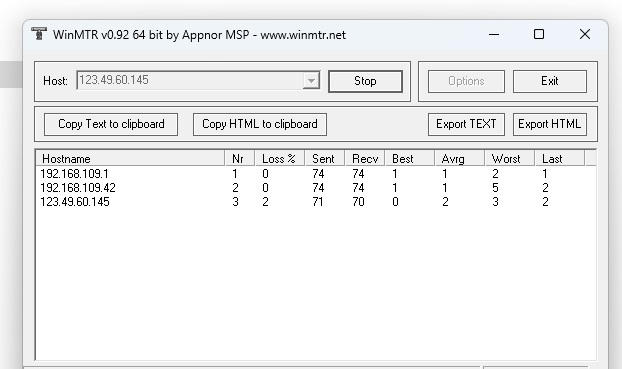 WinMTR v0.92 64 bit by Appnor MSP - www.winmtr.net
Host: 123.49.60.145 Stop Options Exit
Copy Text to clipboard Copy HTML to clipboard Export TEXT Export HTML
Hostname Nr Loss % Sent Recv Best Avrg Worst Last
192.168.109.1 1 0 74 74 1 1 2 1
192.168.109.42 2 0 74 74 1 1 5 2
123.49.60.145 3 2 71 70 0 2 3 2